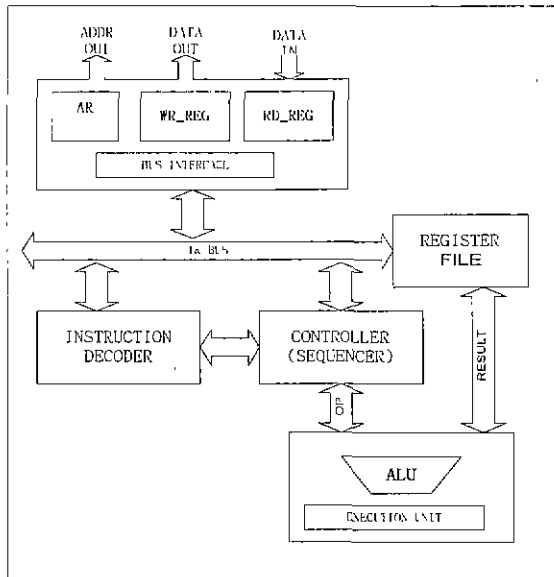 ADDR
OUT
DATA
OUT
DATA
IN
AR
WR_REG
RD_REG
BUS INTERFACE
BUS
REGISTER
FILE
INSTRUCTION
DECODER
CONTROLLER
(SEQUENCER)
OP
RESULT
ALU
EXECUTION UNIT